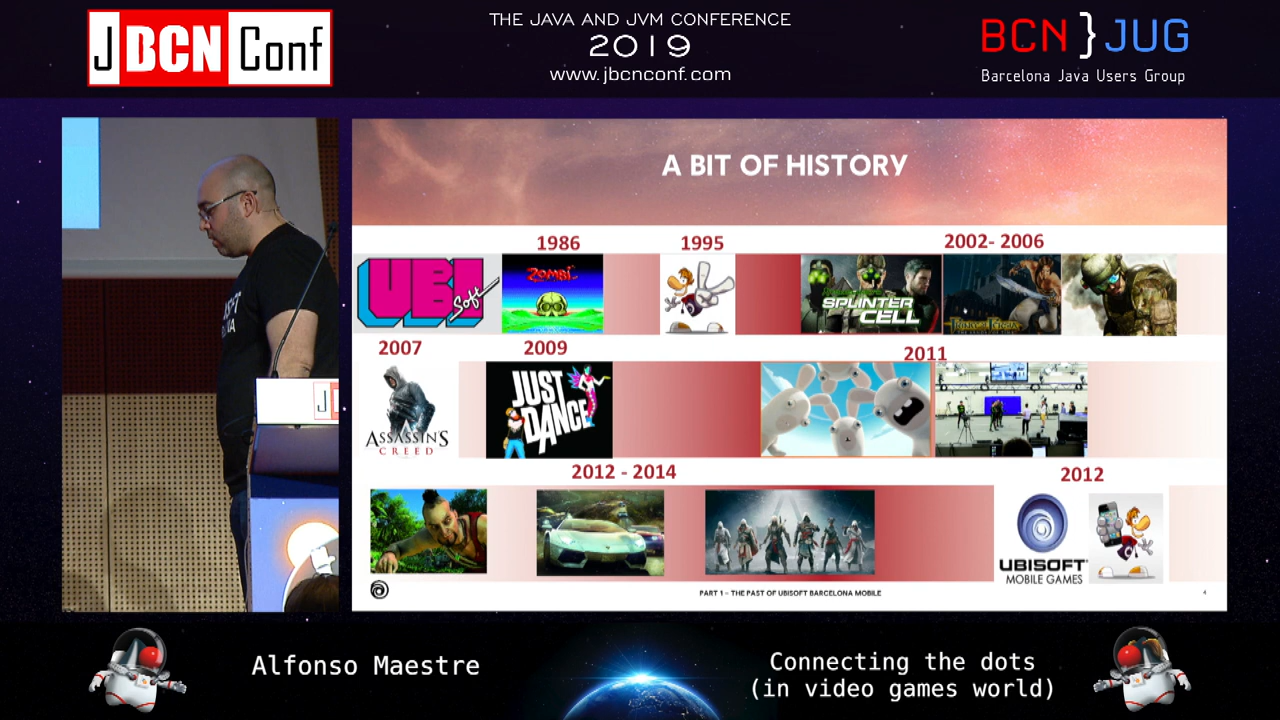 JBCNConf
THE JAVA AND JVM CONFERENCE
2019
www.jbcnconf.com
BCN}JUG
Barcelona Java Users Group
A BIT OF HISTORY
1986
1995
2002- 2006
UBI
Soft
ZOMBI
SPLINTER
CELL
2007
2009
2011
ASSASSIN'S
CREED
JUST
DANCE
2012 - 2014
2012
UBISOFT
MOBILE GAMES
PART 1 - THE PAST OF UBISOFT BARCELONA MOBILE
4
Alfonso Maestre
Connecting the dots
(in video games world)